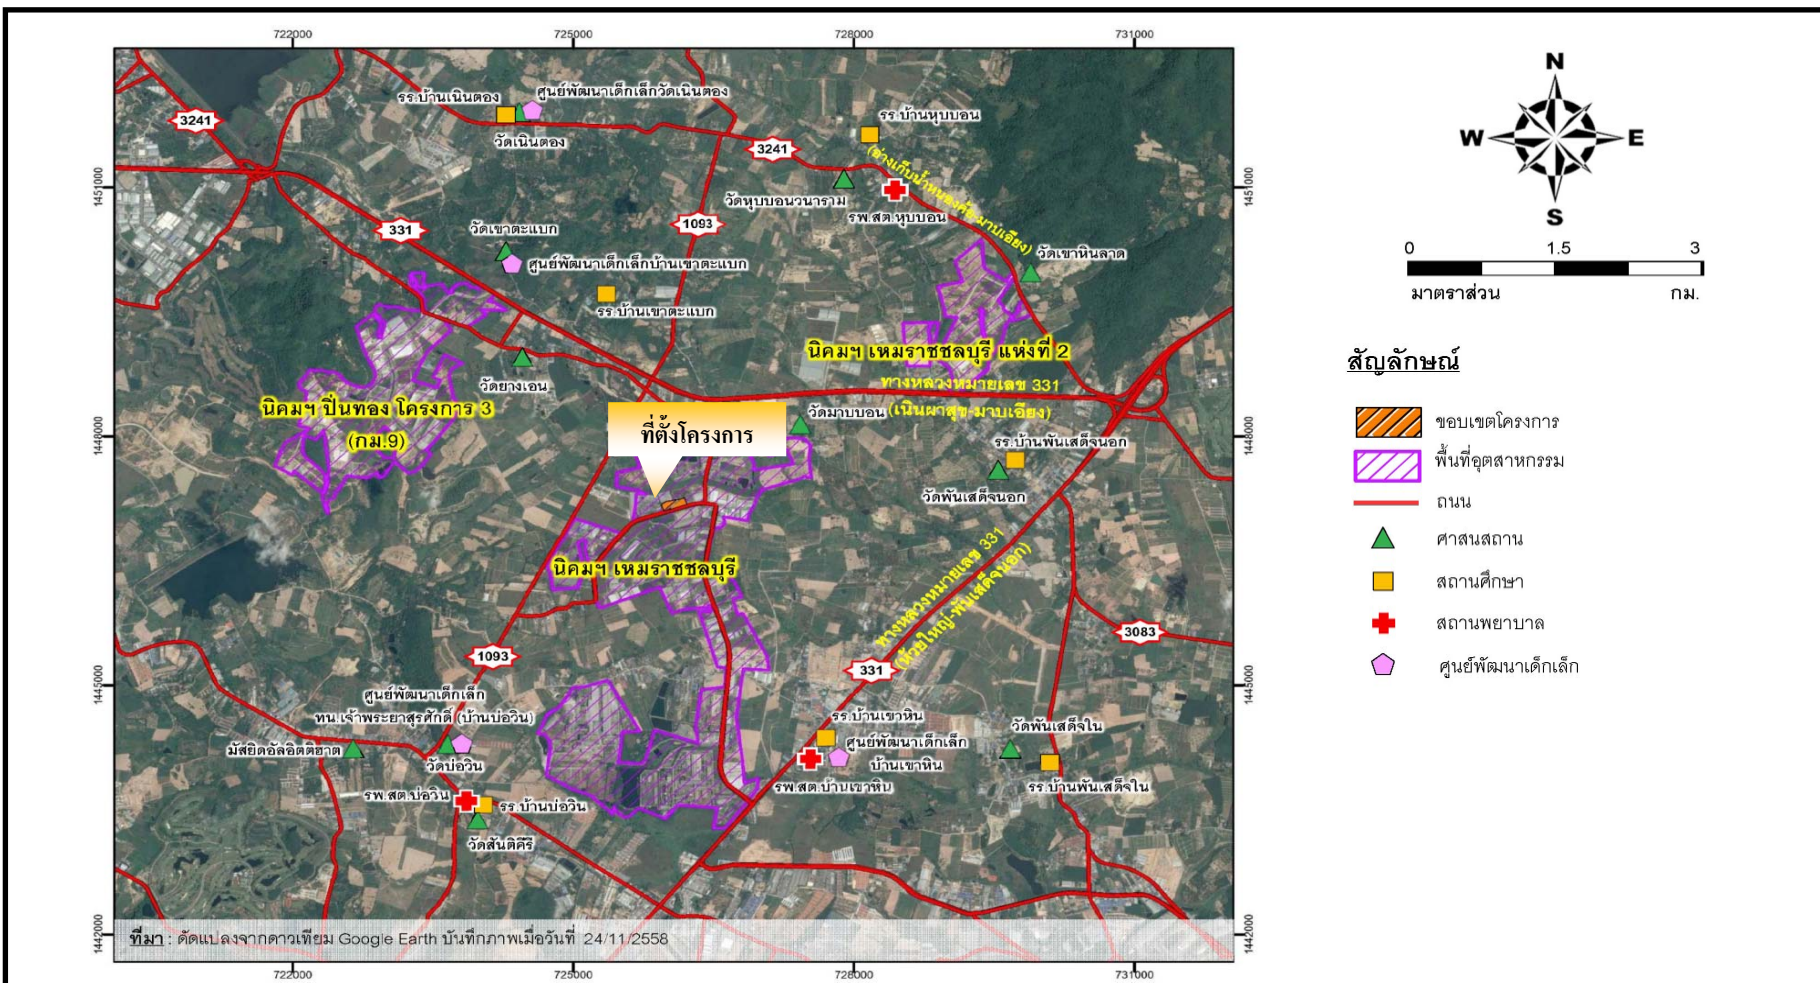 722000
725000
728000
731000
รร.บ้านเนินตอง
ศูนย์พัฒนาเด็กเล็กวัดเนินตอง
3241
วัดเนินตอง
รร.บ้านหุบบอน
3241
(อ่างเก็บน้ำหนองค้อ-มาบเอียง)
1451000
1451000
วัดหุบบอนวนาราม
รพ.สต.หุบบอน
331
วัดเขาตะแบก
1093
ศูนย์พัฒนาเด็กเล็กบ้านเขาตะแบก
วัดเขาหินลาด
รร.บ้านเขาตะแบก
นิคมฯ เหมราชชลบุรี แห่งที่ 2
วัดยางเอน
ทางหลวงหมายเลข 331
(เนินผาสุข-มาบเอียง)
นิคมฯ ปิ่นทอง โครงการ 3
(กม.9)
วัดมาบบอน
ที่ตั้งโครงการ
1448000
1448000
รร.บ้านพันเสด็จนอก
วัดพันเสด็จนอก
นิคมฯ เหมราชชลบุรี
ทางหลวงหมายเลข 331
(ห้วยใหญ่-พันเสด็จนอก)
3083
1093
331
1445000
1445000
ศูนย์พัฒนาเด็กเล็ก
ทน.เจ้าพระยาสุรศักดิ์ (บ้านบ่อวิน)
มัสยิดอัลอิตติฮาต
วัดบ่อวิน
รร.บ้านเขาหิน
ศูนย์พัฒนาเด็กเล็ก
บ้านเขาหิน
รพ.สต.บ้านเขาหิน
วัดพันเสด็จใน
รร.บ้านพันเสด็จใน
รพ.สต.บ่อวิน
รร.บ้านบ่อวิน
วัดสันติคีรี
1442000
1442000
ที่มา : ดัดแปลงจากดาวเทียม Google Earth บันทึกภาพเมื่อวันที่ 24/11/2558
722000
725000
728000
731000
N
W
E
S
0
1.5
3
มาตราส่วน
กม.
สัญลักษณ์
ขอบเขตโครงการ
พื้นที่อุตสาหกรรม
ถนน
ศาสนสถาน
สถานศึกษา
สถานพยาบาล
ศูนย์พัฒนาเด็กเล็ก